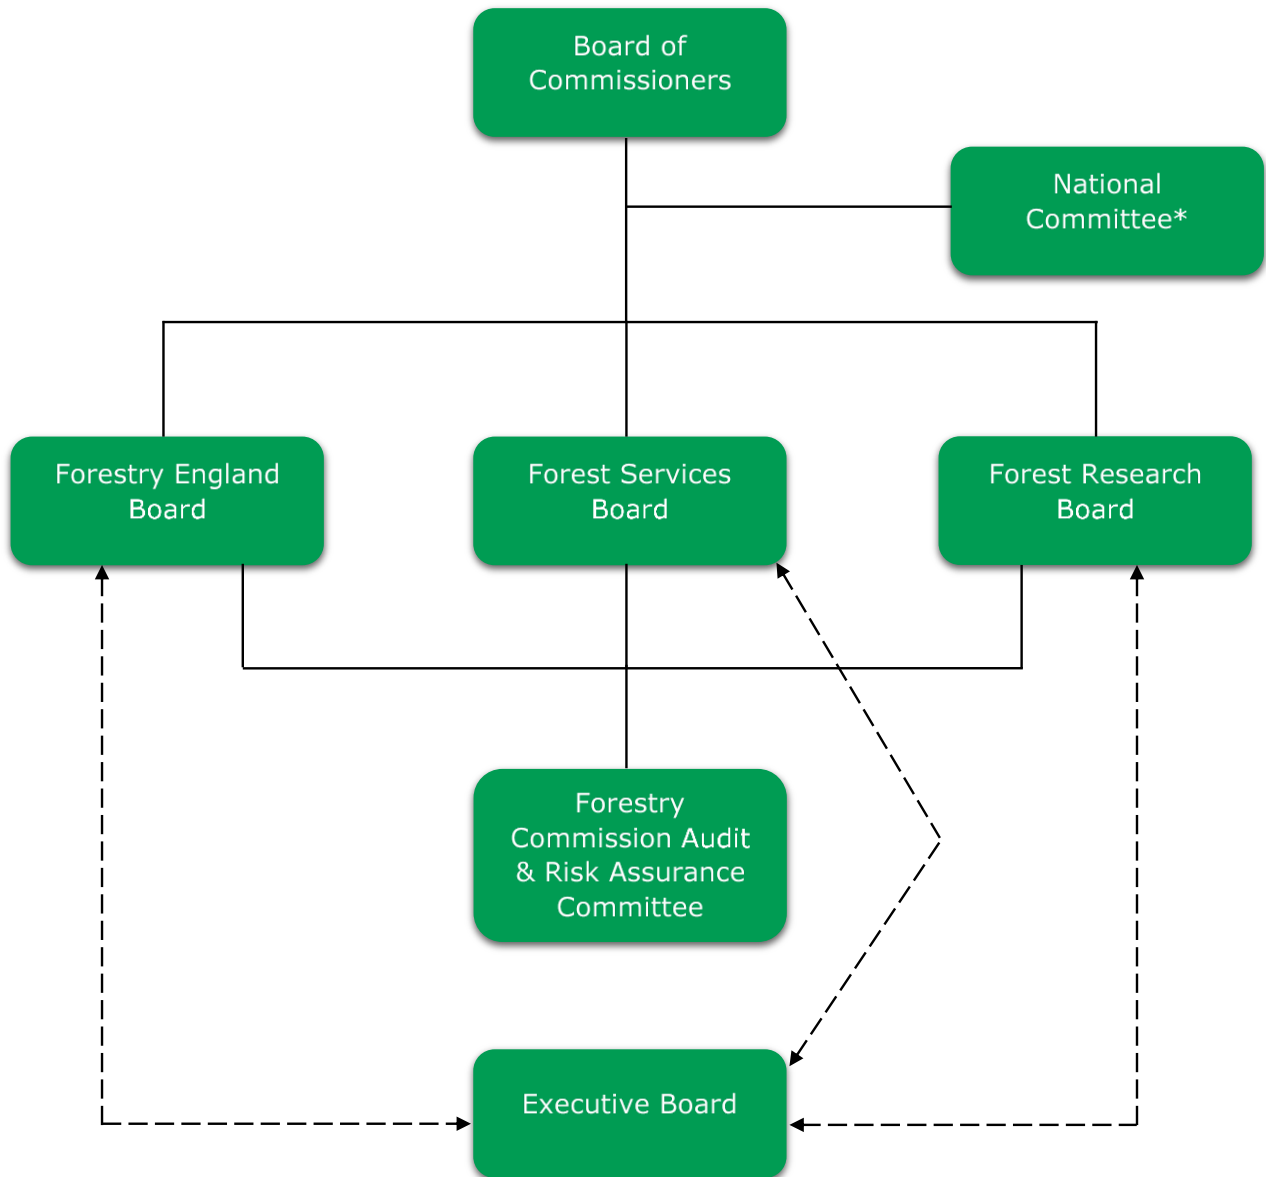 Board of
Commissioners
National
Committee*
Forestry England
Board
Forest Services
Board
Forest Research
Board
Forestry
Commission Audit
& Risk Assurance
Committee
Executive Board